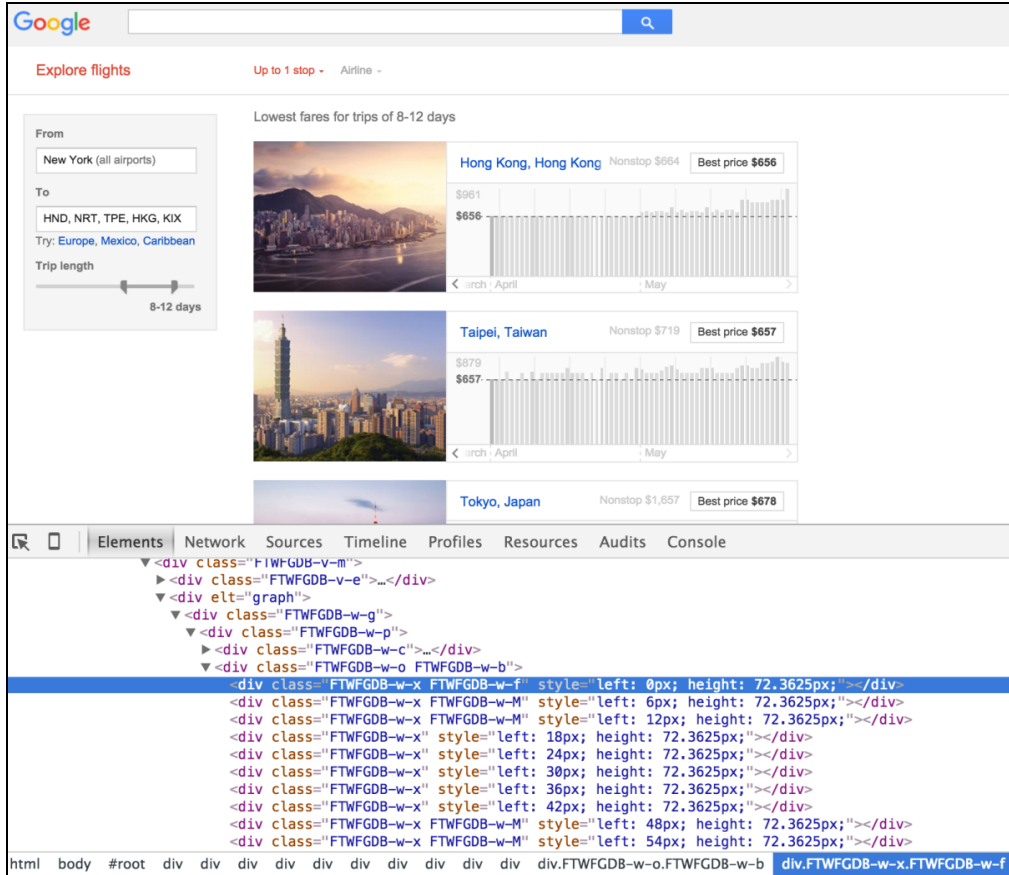 Google
Explore flights
Up to 1 stop
Airline
Lowest fares for trips of 8-12 days
From
New York (all airports)
To
HND, NRT, TPE, HKG, KIX
Try: Europe, Mexico, Caribbean
Trip length
8-12 days
Hong Kong, Hong Kong Nonstop $664 Best price $656
$961
$656
arch April May
Taipei, Taiwan Nonstop $719 Best price $657
$879
$657
arch April May
Tokyo, Japan Nonstop $1,657 Best price $678
Elements Network Sources Timeline Profiles Resources Audits Console
▼<div class="FTWFGDB-v-m">
▶<div class="FTWFGDB-v-e">…</div>
▼<div elt="graph">
▼<div class="FTWFGDB-w-g">
▼<div class="FTWFGDB-w-p">
▶<div class="FTWFGDB-w-c">…</div>
▼<div class="FTWFGDB-w-o FTWFGDB-w-b">
<div class="FTWFGDB-w-x FTWFGDB-w-f" style="left: 0px; height: 72.3625px;"></div>
<div class="FTWFGDB-w-x FTWFGDB-w-M" style="left: 6px; height: 72.3625px;"></div>
<div class="FTWFGDB-w-x FTWFGDB-w-M" style="left: 12px; height: 72.3625px;"></div>
<div class="FTWFGDB-w-x" style="left: 18px; height: 72.3625px;"></div>
<div class="FTWFGDB-w-x" style="left: 24px; height: 72.3625px;"></div>
<div class="FTWFGDB-w-x" style="left: 30px; height: 72.3625px;"></div>
<div class="FTWFGDB-w-x" style="left: 36px; height: 72.3625px;"></div>
<div class="FTWFGDB-w-x" style="left: 42px; height: 72.3625px;"></div>
<div class="FTWFGDB-w-x FTWFGDB-w-M" style="left: 48px; height: 72.3625px;"></div>
<div class="FTWFGDB-w-x FTWFGDB-w-M" style="left: 54px; height: 72.3625px;"></div>
html body #root div div div div div div div div div div div.FTWFGDB-w-o.FTWFGDB-w-b div.FTWFGDB-w-x.FTWFGDB-w-f